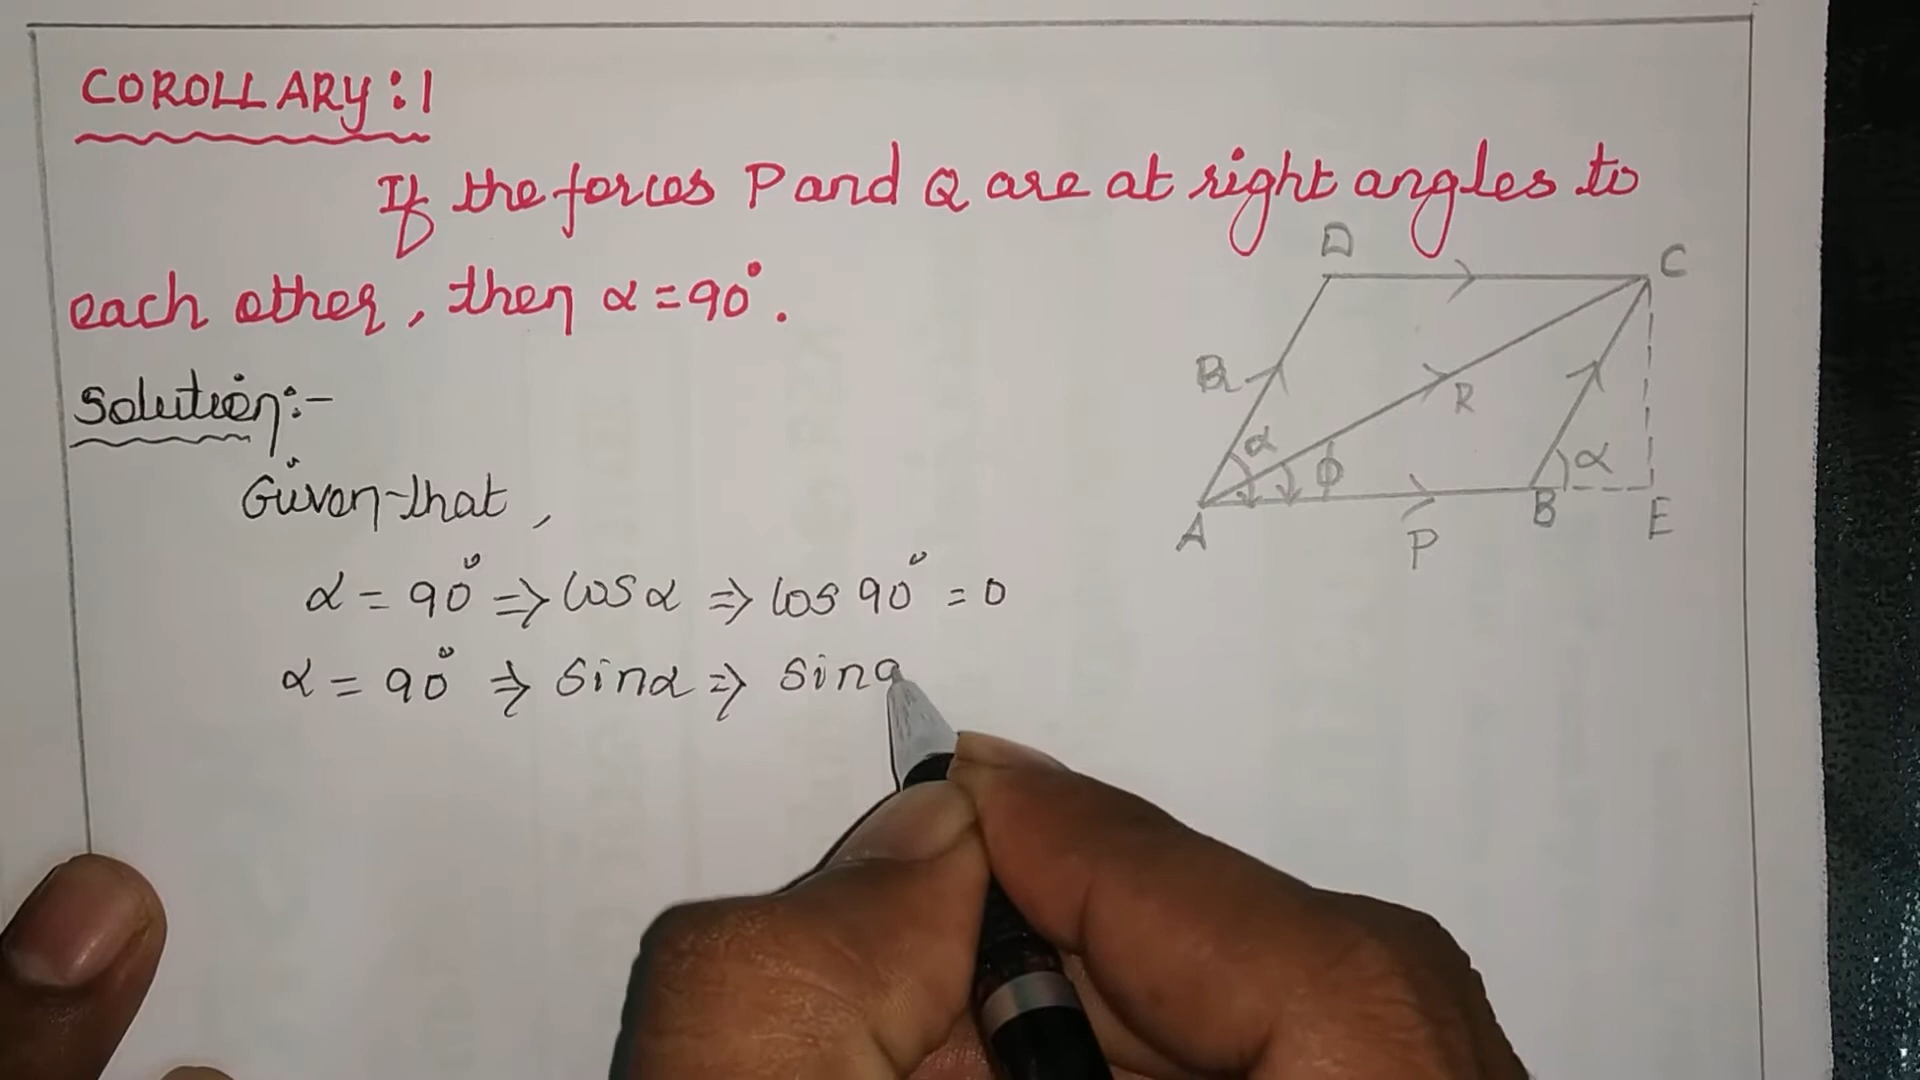 COROLLARY: 1
If the forces P and Q are at right angles to
each other, then α = 90°.
Solution:-
Given that,
α = 90° => cos α => cos 90° = 0
α = 90° => sin α => sin 9
D
C
Q
R
α
ϕ
α
A
P
B
E